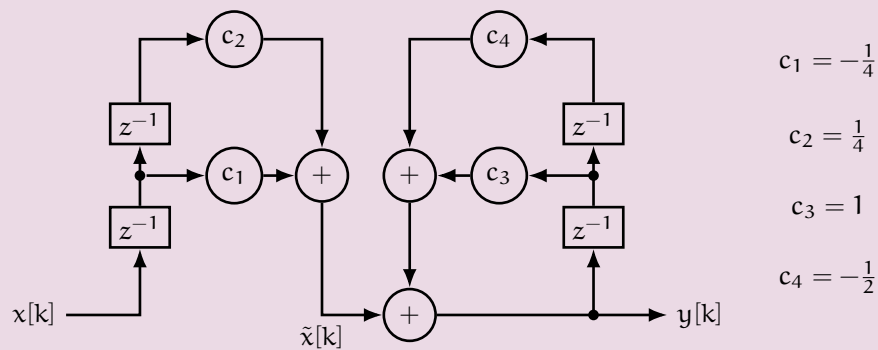 c₂
c₄
c₁ = −1/4
z⁻¹
z⁻¹
c₂ = 1/4
c₁
+
+
c₃
c₃ = 1
z⁻¹
z⁻¹
c₄ = −1/2
x[k]
+
y[k]
x̃[k]